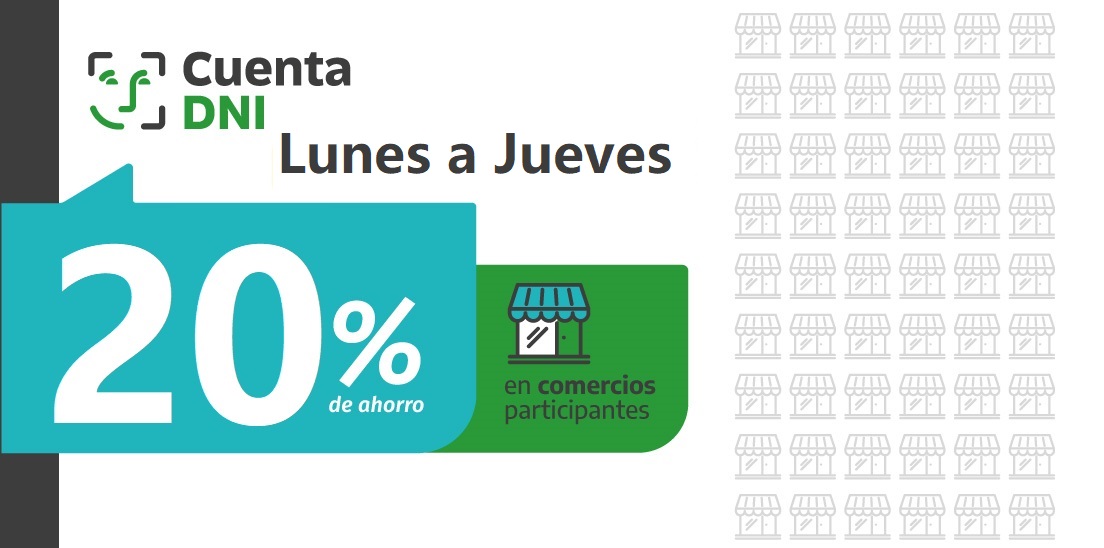 Cuenta
DNI
Lunes a Jueves
20%
de ahorro
en comercios
participantes